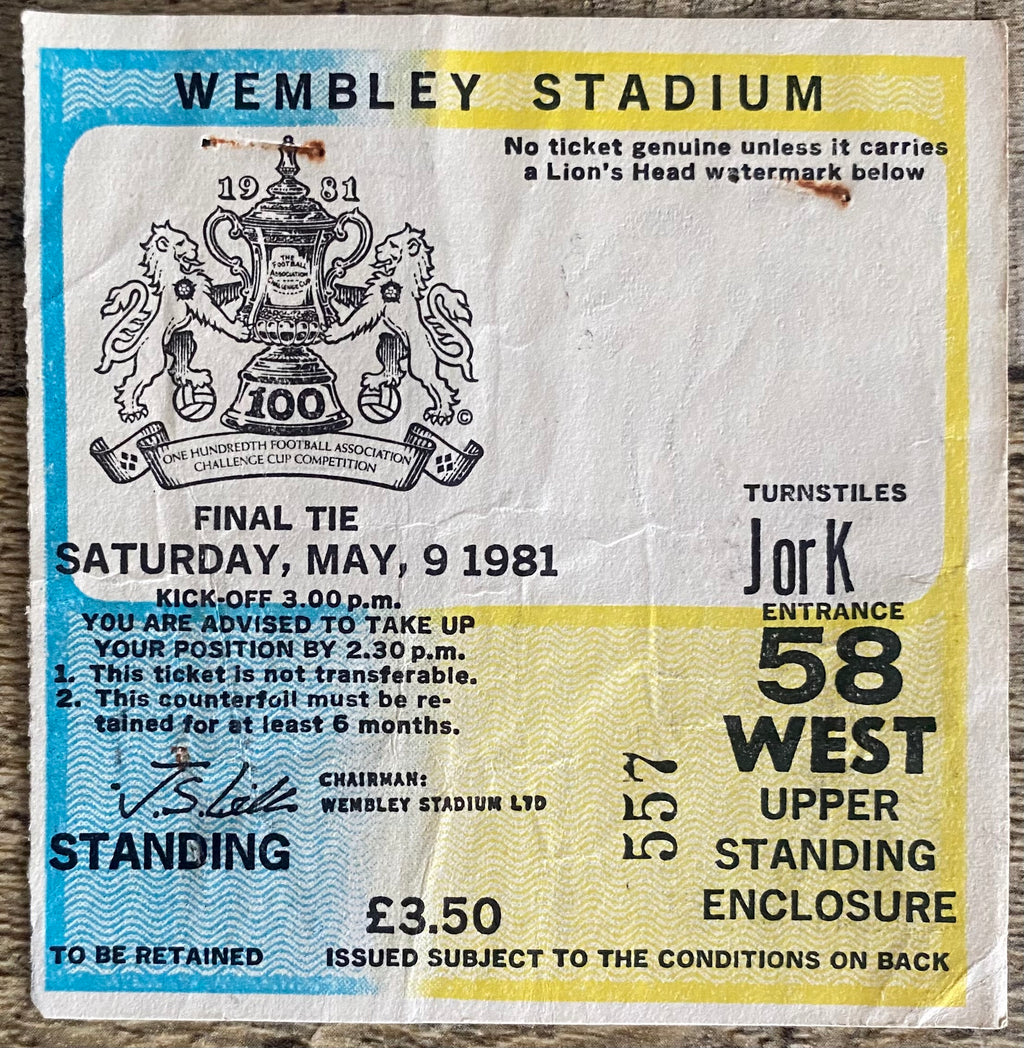 WEMBLEY STADIUM
No ticket genuine unless it carries
a Lion's Head watermark below
1981
THE
FOOTBALL
ASSOCIATION
CHALLENGE CUP
100
©
ONE HUNDREDTH FOOTBALL ASSOCIATION
CHALLENGE CUP COMPETITION
FINAL TIE
SATURDAY, MAY, 9 1981
KICK-OFF 3.00 p.m.
YOU ARE ADVISED TO TAKE UP
YOUR POSITION BY 2.30 p.m.
1. This ticket is not transferable.
2. This counterfoil must be re-
tained for at least 6 months.
CHAIRMAN:
WEMBLEY STADIUM LTD
STANDING
£3.50
TO BE RETAINED
ISSUED SUBJECT TO THE CONDITIONS ON BACK
TURNSTILES
J or K
ENTRANCE
58
WEST
UPPER
STANDING
ENCLOSURE
557